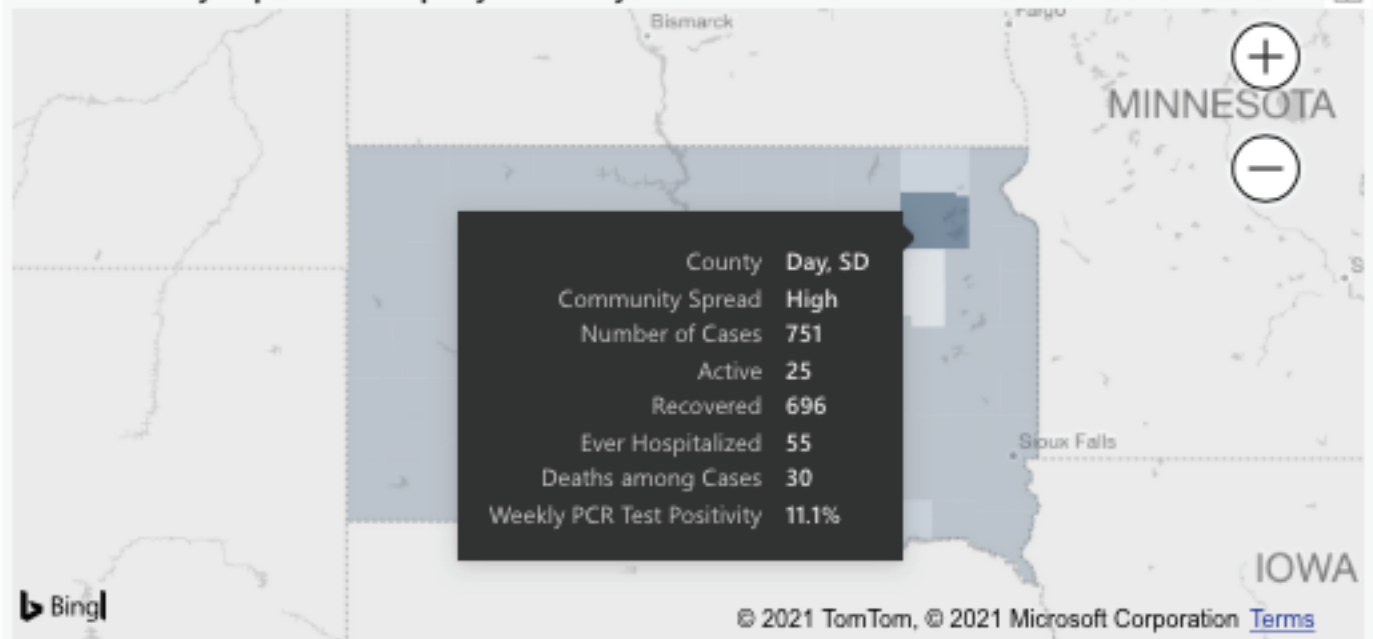 Bismarck
Fargo
MINNESOTA
County Day, SD
Community Spread High
Number of Cases 751
Active 25
Recovered 696
Ever Hospitalized 55
Deaths among Cases 30
Weekly PCR Test Positivity 11.1%
Sioux Falls
IOWA
Bing
© 2021 TomTom, © 2021 Microsoft Corporation Terms